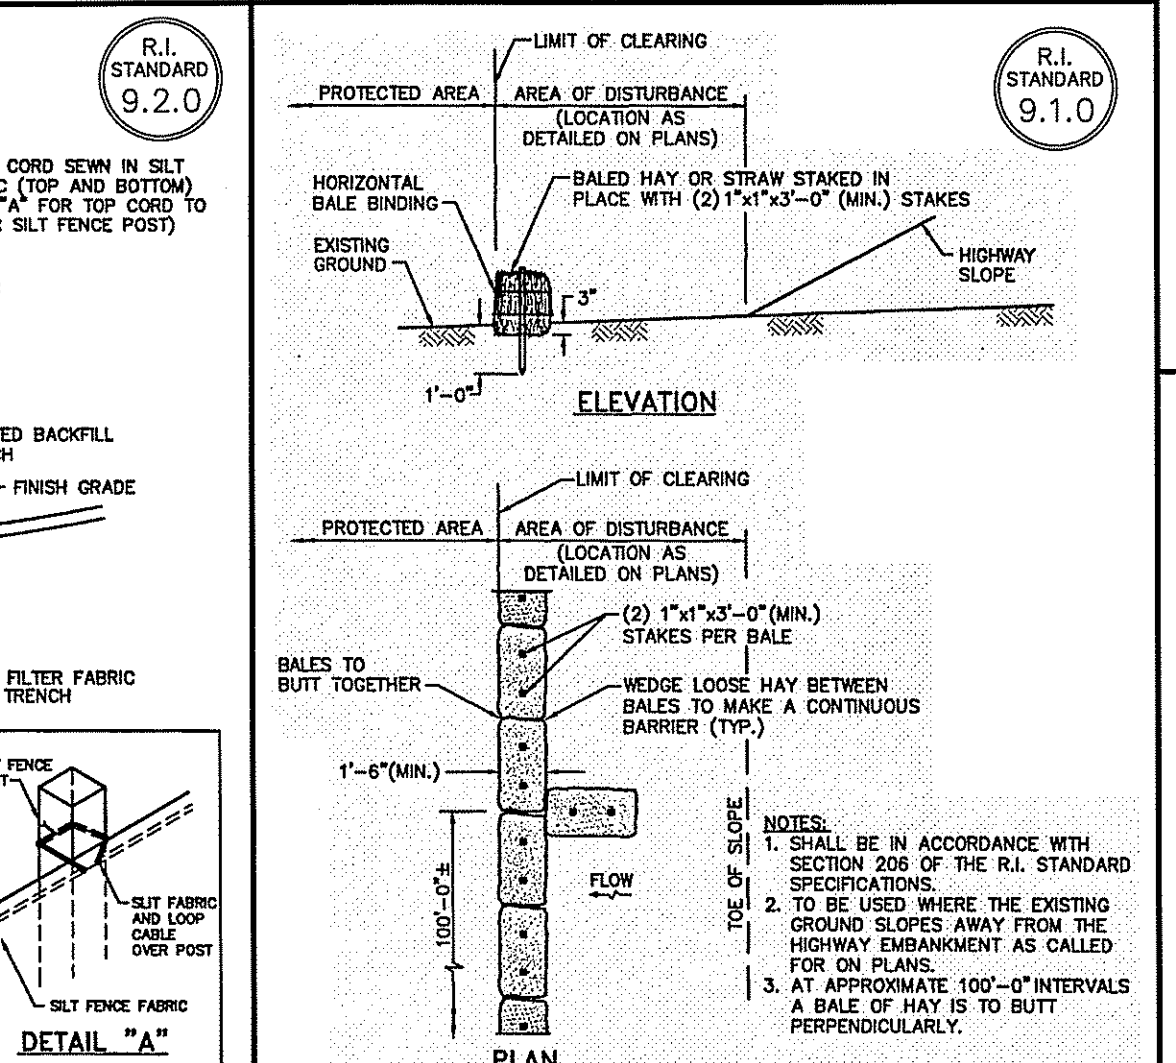 R.I.
STANDARD
9.2.0
CORD SEWN IN SILT
(TOP AND BOTTOM)
"A" FOR TOP CORD TO
SILT FENCE POST)
BACKFILL
FINISH GRADE
FILTER FABRIC
TRENCH
FENCE
SLIT FABRIC
AND LOOP
CABLE
OVER POST
SILT FENCE FABRIC
DETAIL "A"
R.I.
STANDARD
9.1.0
LIMIT OF CLEARING
PROTECTED AREA
AREA OF DISTURBANCE
(LOCATION AS
DETAILED ON PLANS)
HORIZONTAL
BALE BINDING
BALED HAY OR STRAW STAKED IN
PLACE WITH (2) 1"x1"x3'-0" (MIN.) STAKES
EXISTING
GROUND
HIGHWAY
SLOPE
3"
1'-0"
ELEVATION
LIMIT OF CLEARING
PROTECTED AREA
AREA OF DISTURBANCE
(LOCATION AS
DETAILED ON PLANS)
(2) 1"x1"x3'-0"(MIN.)
STAKES PER BALE
BALES TO
BUTT TOGETHER
WEDGE LOOSE HAY BETWEEN
BALES TO MAKE A CONTINUOUS
BARRIER (TYP.)
1'-6"(MIN.)
100'-0"±
FLOW
TOE OF SLOPE
NOTES:
1. SHALL BE IN ACCORDANCE WITH
SECTION 206 OF THE R.I. STANDARD
SPECIFICATIONS.
2. TO BE USED WHERE THE EXISTING
GROUND SLOPES AWAY FROM THE
HIGHWAY EMBANKMENT AS CALLED
FOR ON PLANS.
3. AT APPROXIMATE 100'-0" INTERVALS
A BALE OF HAY IS TO BUTT
PERPENDICULARLY.
PLAN